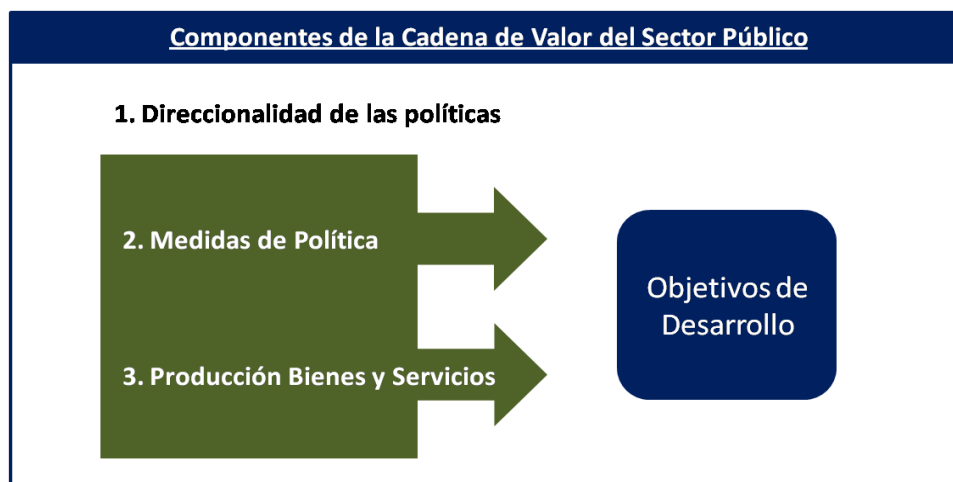 Componentes de la Cadena de Valor del Sector Público
1. Direccionalidad de las políticas
2. Medidas de Política
3. Producción Bienes y Servicios
Objetivos de
Desarrollo